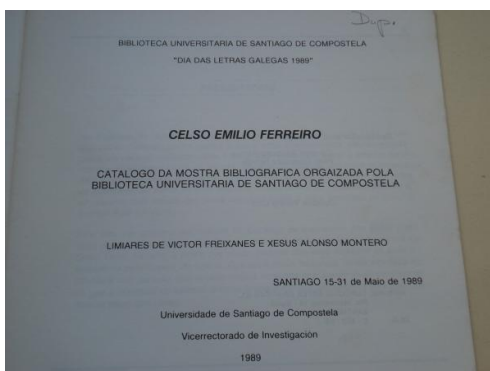 Dup.
BIBLIOTECA UNIVERSITARIA DE SANTIAGO DE COMPOSTELA
"DIA DAS LETRAS GALEGAS 1989"
CELSO EMILIO FERREIRO
CATALOGO DA MOSTRA BIBLIOGRAFICA ORGAIZADA POLA
BIBLIOTECA UNIVERSITARIA DE SANTIAGO DE COMPOSTELA
LIMIARES DE VICTOR FREIXANES E XESUS ALONSO MONTERO
SANTIAGO 15-31 de Maio de 1989
Universidade de Santiago de Compostela
Vicerrectorado de Investigación
1989